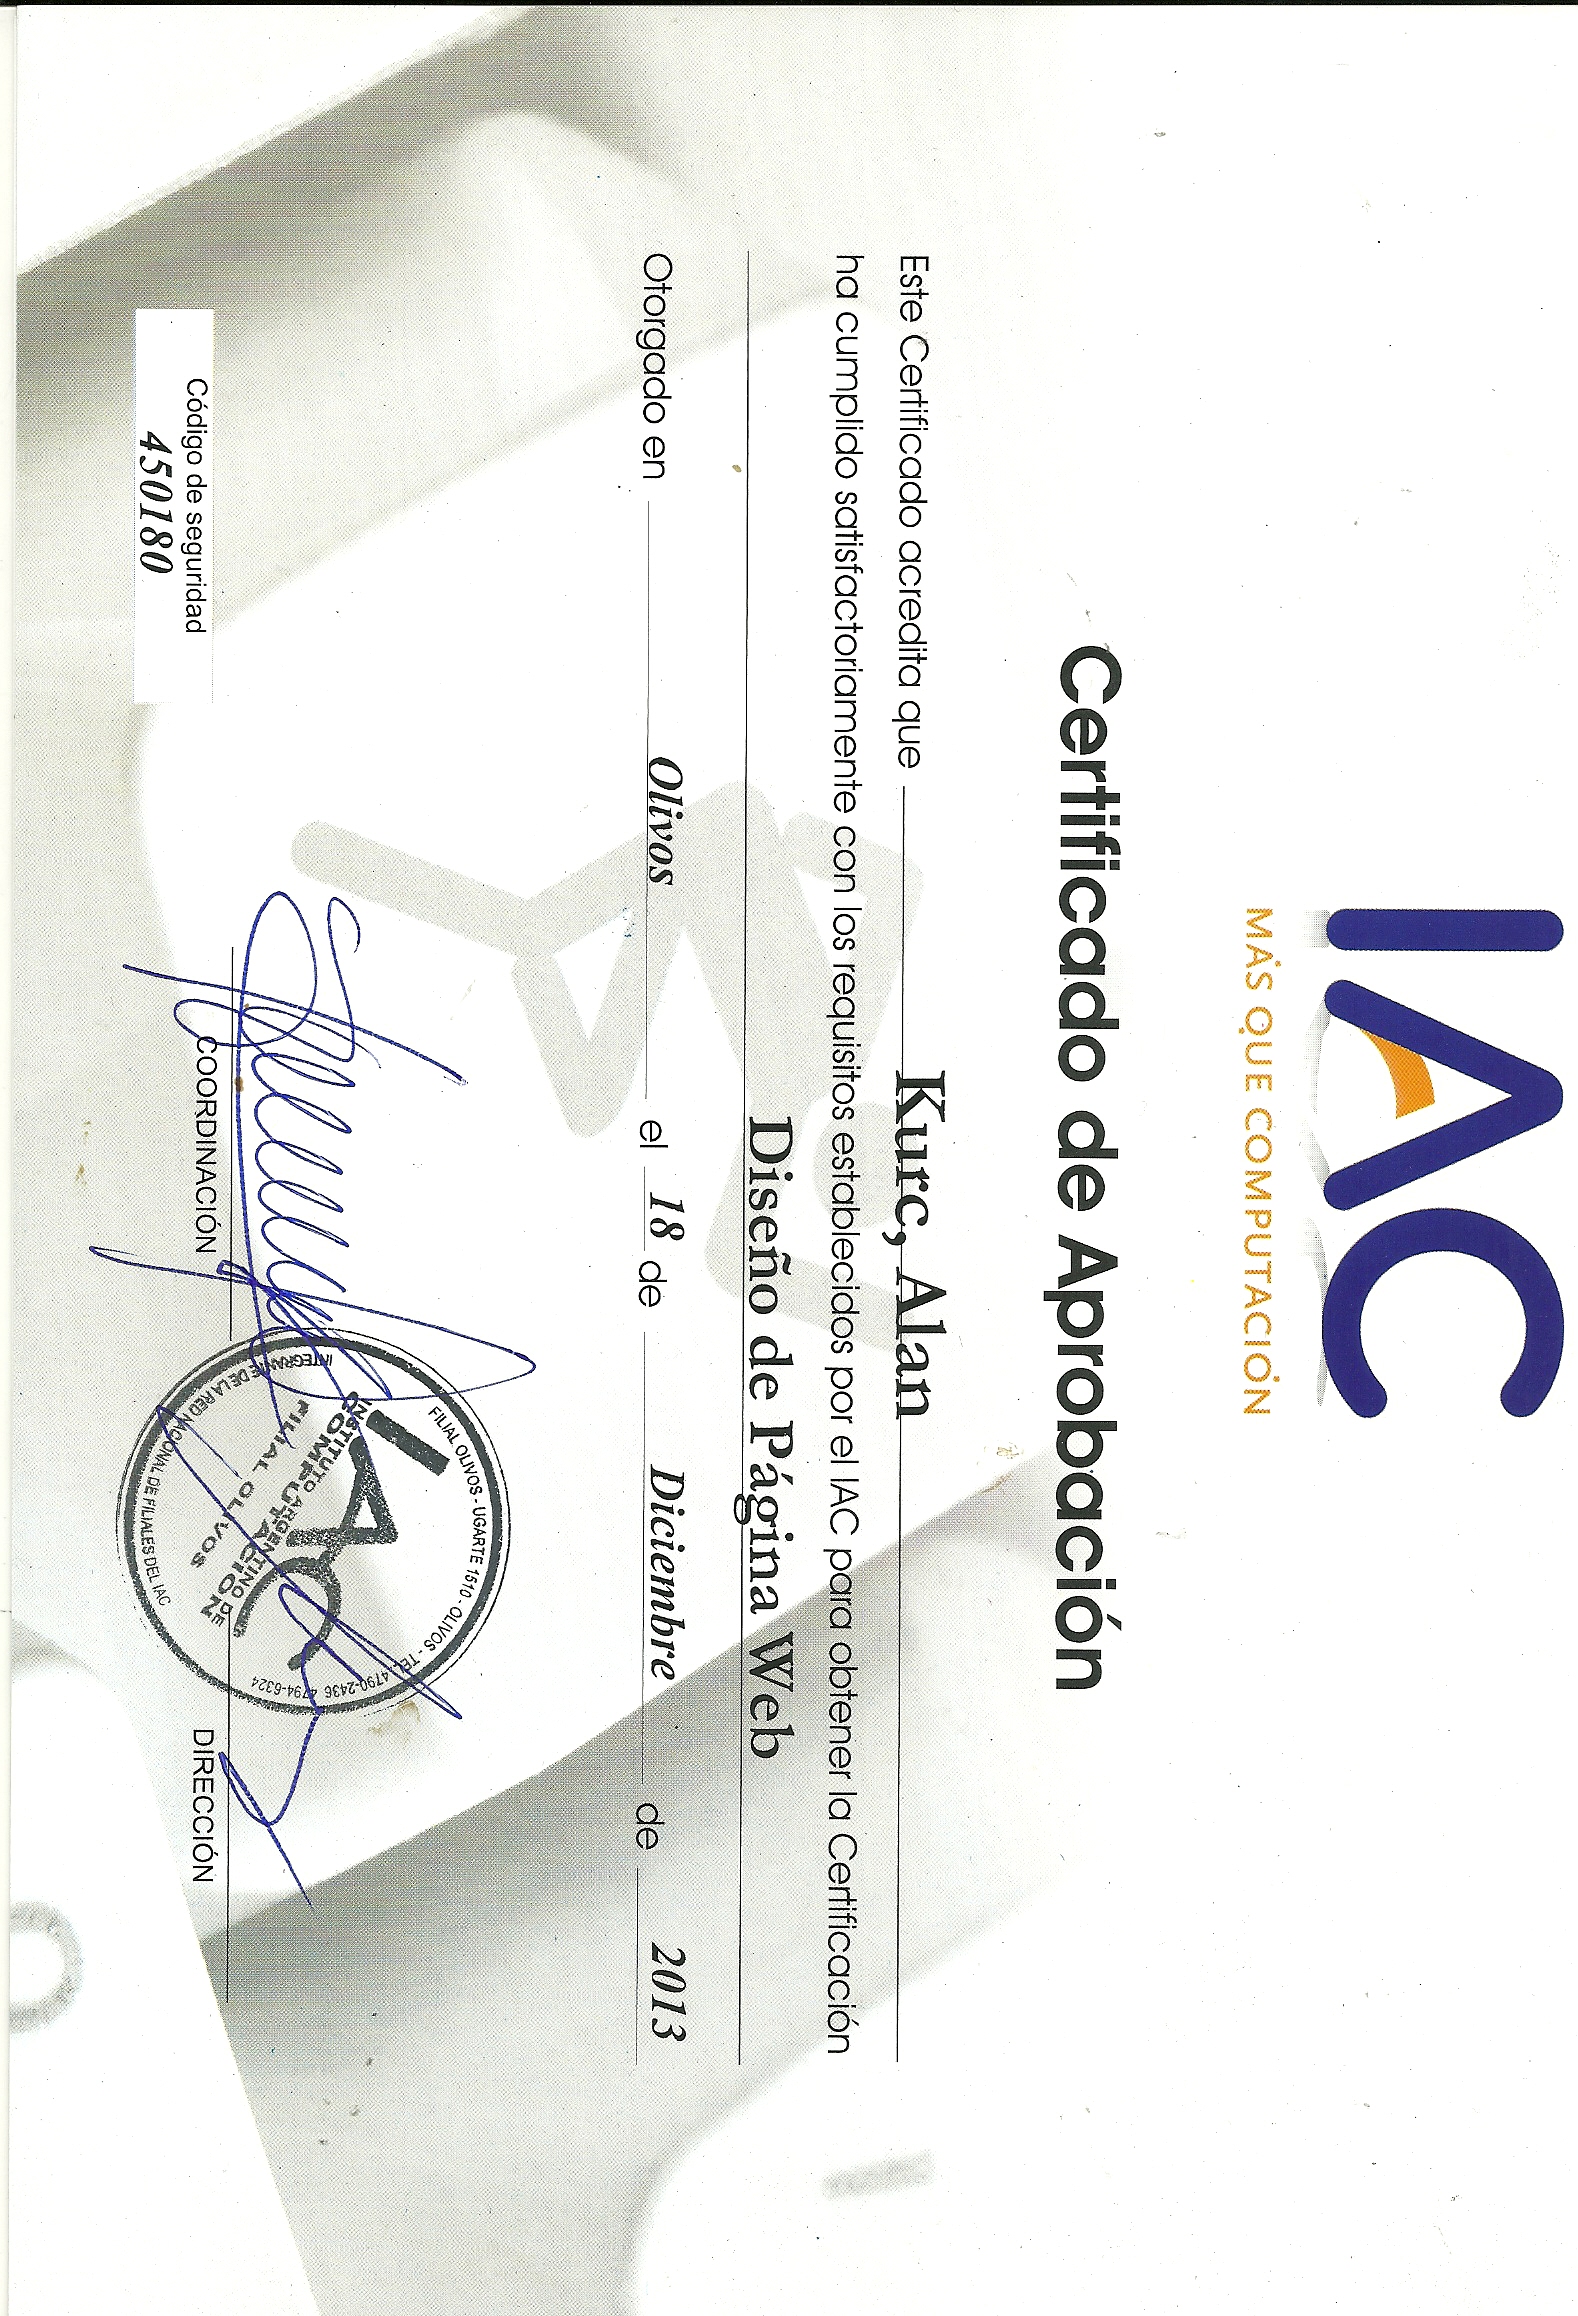 IAC
MÁS QUE COMPUTACIÓN
Certificado de Aprobación
Este Certificado acredita que Kurc, Alan
ha cumplido satisfactoriamente con los requisitos establecidos por el IAC para obtener la Certificación
Diseño de Página Web
Otorgado en Olivos el 18 de Diciembre de 2013
FILIAL OLIVOS - UGARTE 1510 - OLIVOS - TEL. 4790-2436 4794-6324
IAC
INSTITUTO ARGENTINO DE
COMPUTACION
FILIAL OLIVOS
INTEGRANTE DE LA RED NACIONAL DE FILIALES DEL IAC
COORDINACIÓN
DIRECCIÓN
Código de seguridad
450180